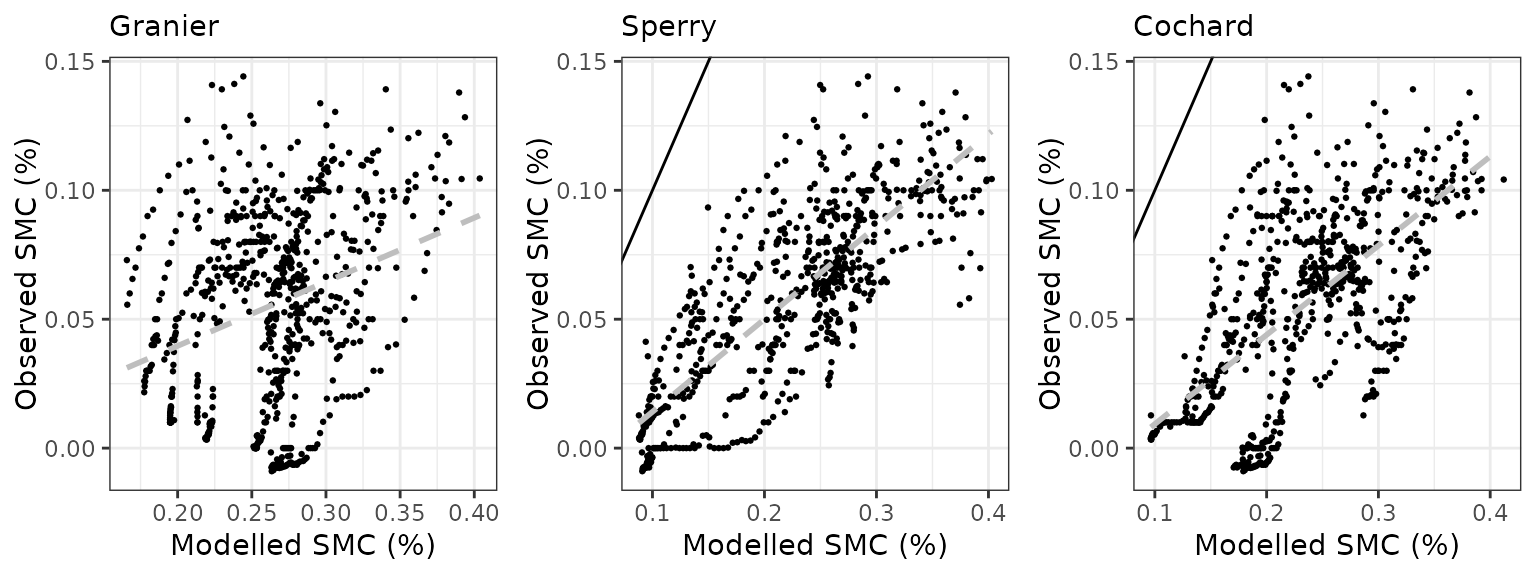 Granier
Sperry
Cochard
0.15
0.10
0.05
0.00
Observed SMC (%)
0.20 0.25 0.30 0.35 0.40
Modelled SMC (%)
0.15
0.10
0.05
0.00
Observed SMC (%)
0.1 0.2 0.3 0.4
Modelled SMC (%)
0.15
0.10
0.05
0.00
Observed SMC (%)
0.1 0.2 0.3 0.4
Modelled SMC (%)